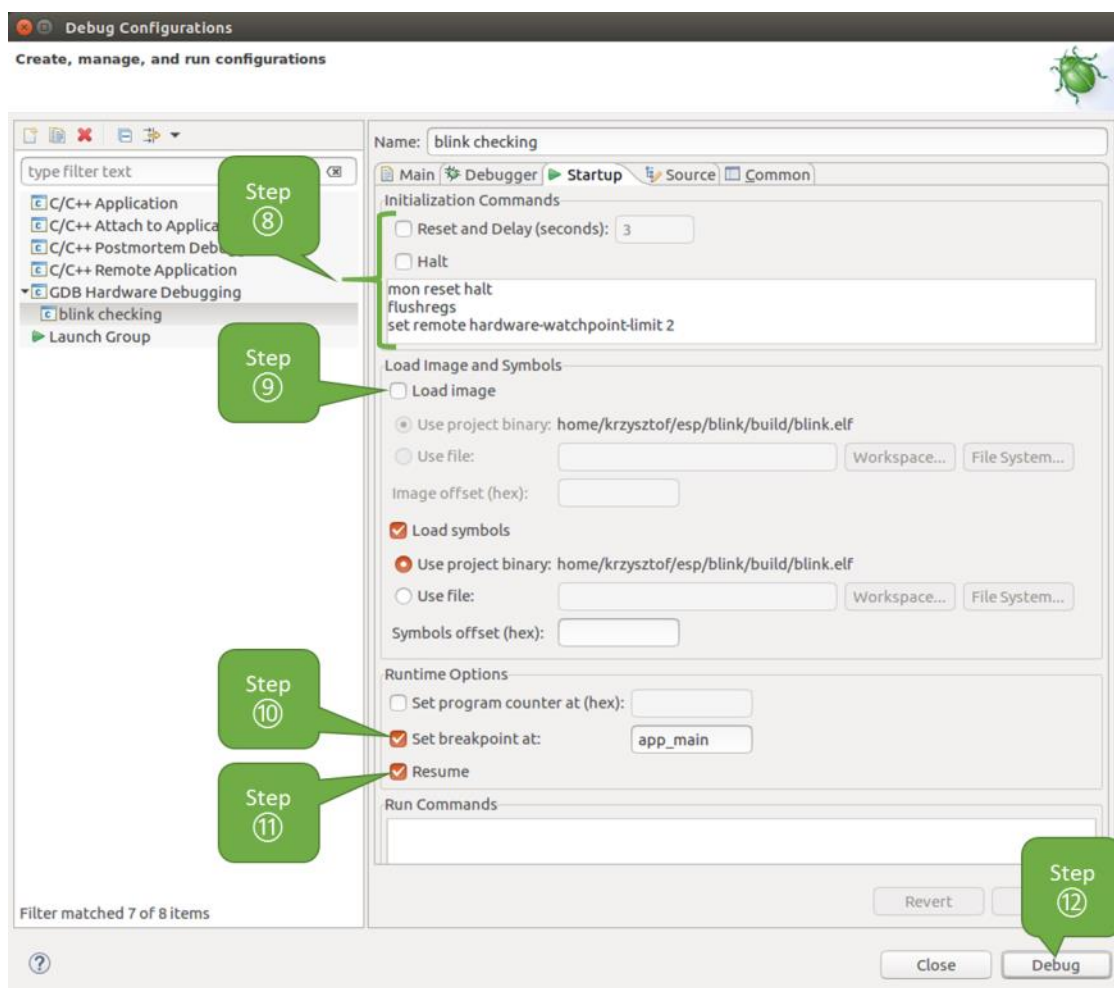 Debug Configurations
Create, manage, and run configurations
type filter text
C/C++ Application
C/C++ Attach to Applica
C/C++ Postmortem Debu
C/C++ Remote Application
GDB Hardware Debugging
blink checking
Launch Group
Filter matched 7 of 8 items
Step
⑧
Step
⑨
Step
⑩
Step
⑪
Step
⑫
Name: blink checking
Main Debugger Startup Source Common
Initialization Commands
Reset and Delay (seconds): 3
Halt
mon reset halt
flushregs
set remote hardware-watchpoint-limit 2
Load Image and Symbols
Load image
Use project binary: home/krzysztof/esp/blink/build/blink.elf
Use file: Workspace... File System...
Image offset (hex):
Load symbols
Use project binary: home/krzysztof/esp/blink/build/blink.elf
Use file: Workspace... File System...
Symbols offset (hex):
Runtime Options
Set program counter at (hex):
Set breakpoint at: app_main
Resume
Run Commands
Revert
? Close Debug